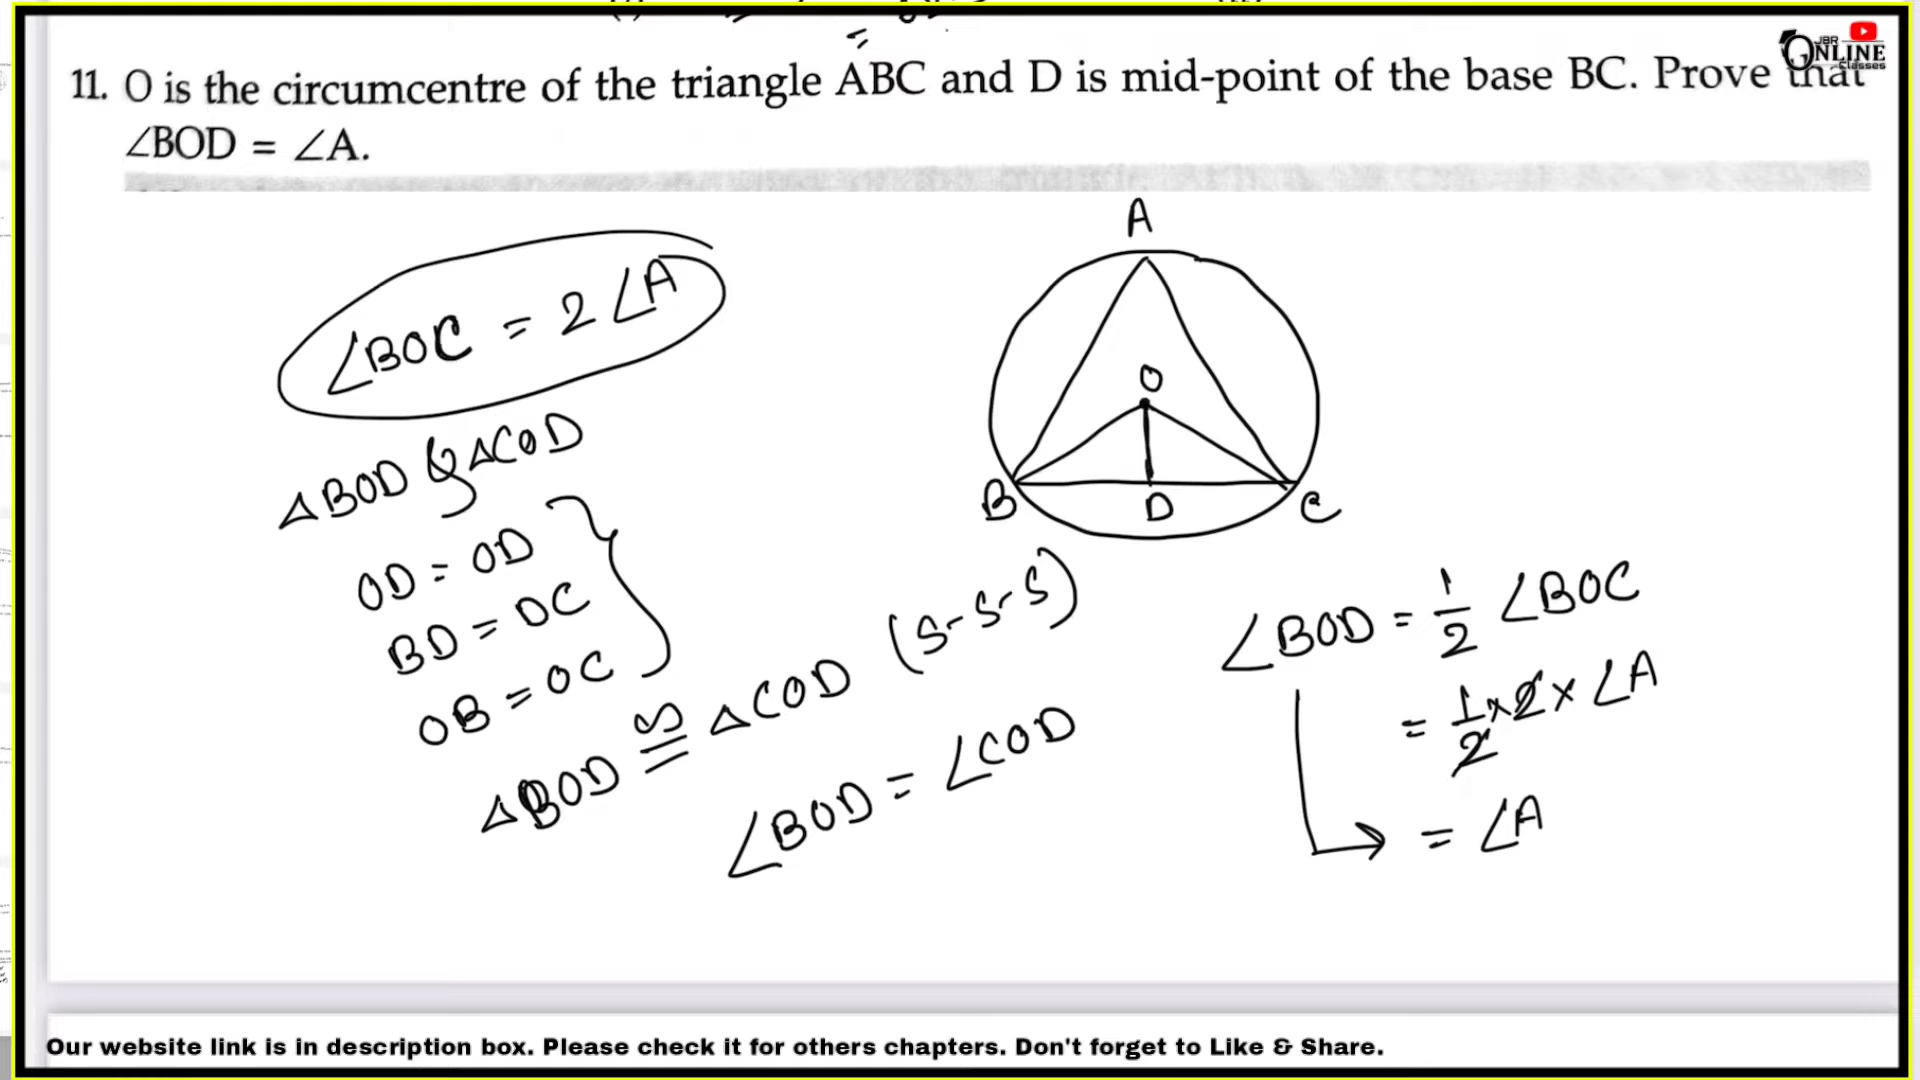 JBR
ONLINE
Classes
11. O is the circumcentre of the triangle ABC and D is mid-point of the base BC. Prove that
∠BOD = ∠A.
∠BOC = 2 ∠A
△BOD & △COD
OD = OD
BD = DC
OB = OC
△BOD ≅ △COD (S-S-S)
∠BOD = ∠COD
A
O
B
D
C
∠BOD = 1/2 ∠BOC
= 1/2 × 2 × ∠A
= ∠A
Our website link is in description box. Please check it for others chapters. Don't forget to Like & Share.